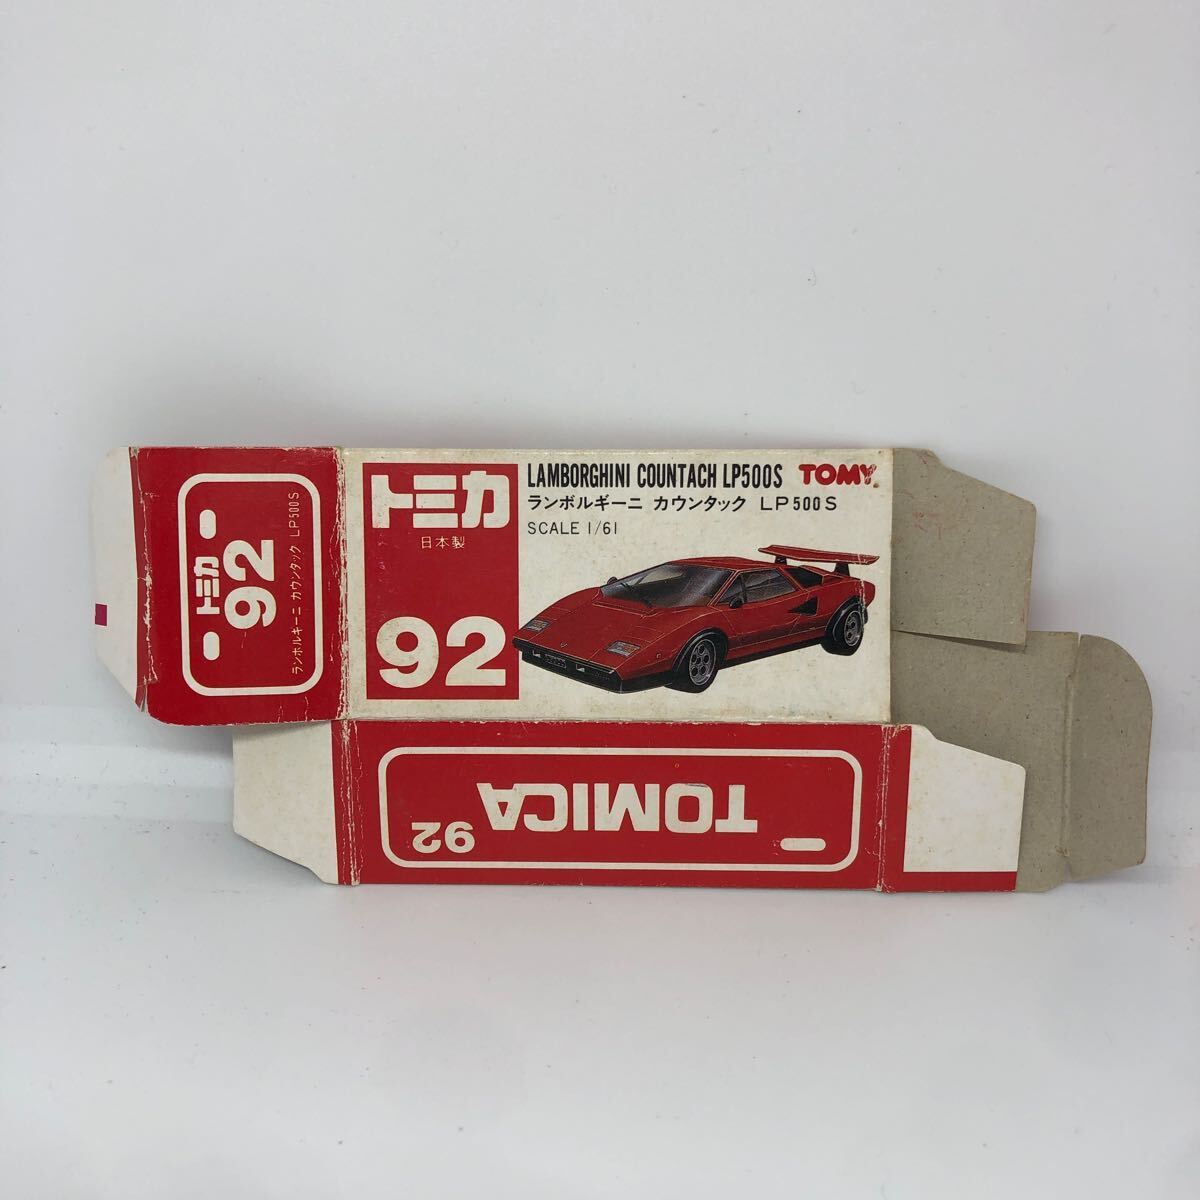 トミカ
日本製
92
LAMBORGHINI COUNTACH LP500S
TOMY.
ランボルギーニ カウンタック LP500S
SCALE 1/61
トミカ
92
ランボルギーニ カウンタック LP500S
TOMICA
92